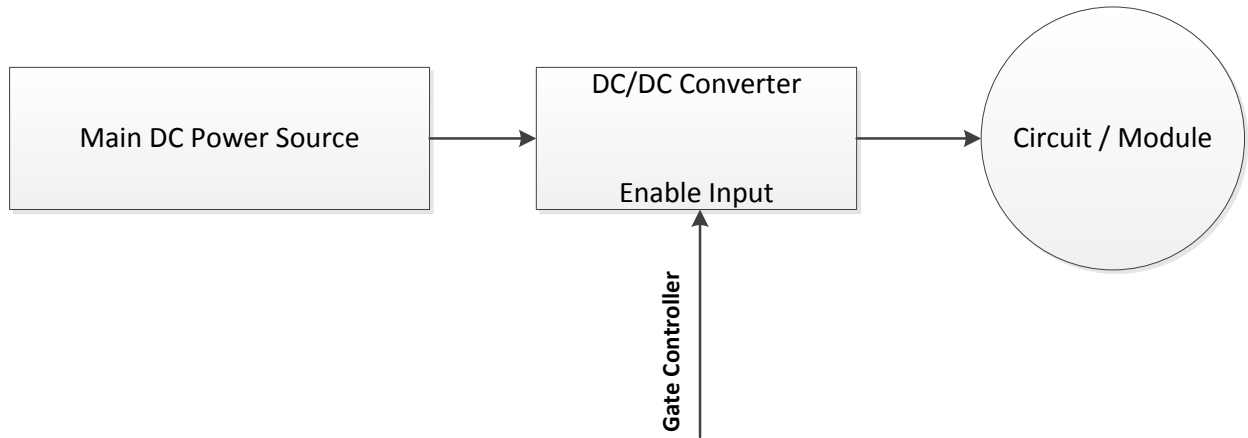 Main DC Power Source
DC/DC Converter
Enable Input
Circuit / Module
Gate Controller